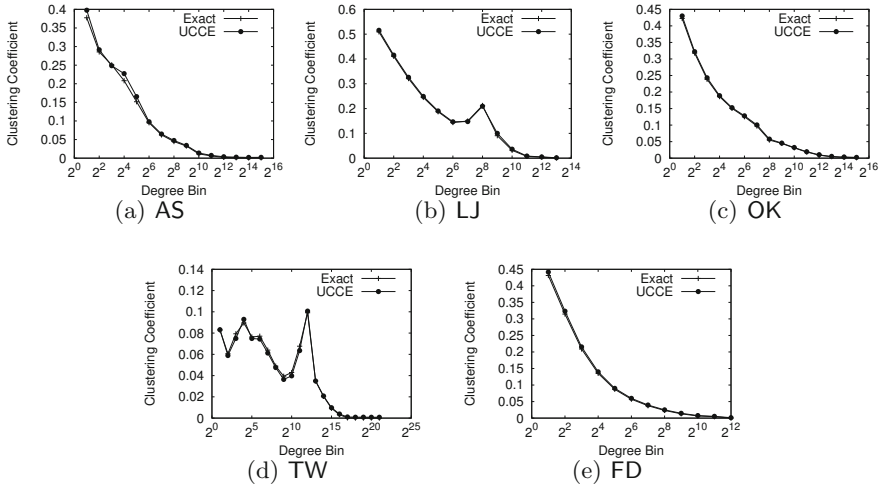 Exact
UCCE
Clustering Coefficient
0.4
0.35
0.3
0.25
0.2
0.15
0.1
0.05
0
2^0 2^2 2^4 2^6 2^8 2^10 2^12 2^14 2^16
Degree Bin
(a) AS
Exact
UCCE
Clustering Coefficient
0.6
0.5
0.4
0.3
0.2
0.1
0
2^0 2^2 2^4 2^6 2^8 2^10 2^12 2^14
Degree Bin
(b) LJ
Exact
UCCE
Clustering Coefficient
0.45
0.4
0.35
0.3
0.25
0.2
0.15
0.1
0.05
0
2^0 2^2 2^4 2^6 2^8 2^10 2^12 2^14 2^16
Degree Bin
(c) OK
Exact
UCCE
Clustering Coefficient
0.14
0.12
0.1
0.08
0.06
0.04
0.02
0
2^0 2^5 2^10 2^15 2^20 2^25
Degree Bin
(d) TW
Exact
UCCE
Clustering Coefficient
0.45
0.4
0.35
0.3
0.25
0.2
0.15
0.1
0.05
2^0 2^2 2^4 2^6 2^8 2^10 2^12
Degree Bin
(e) FD